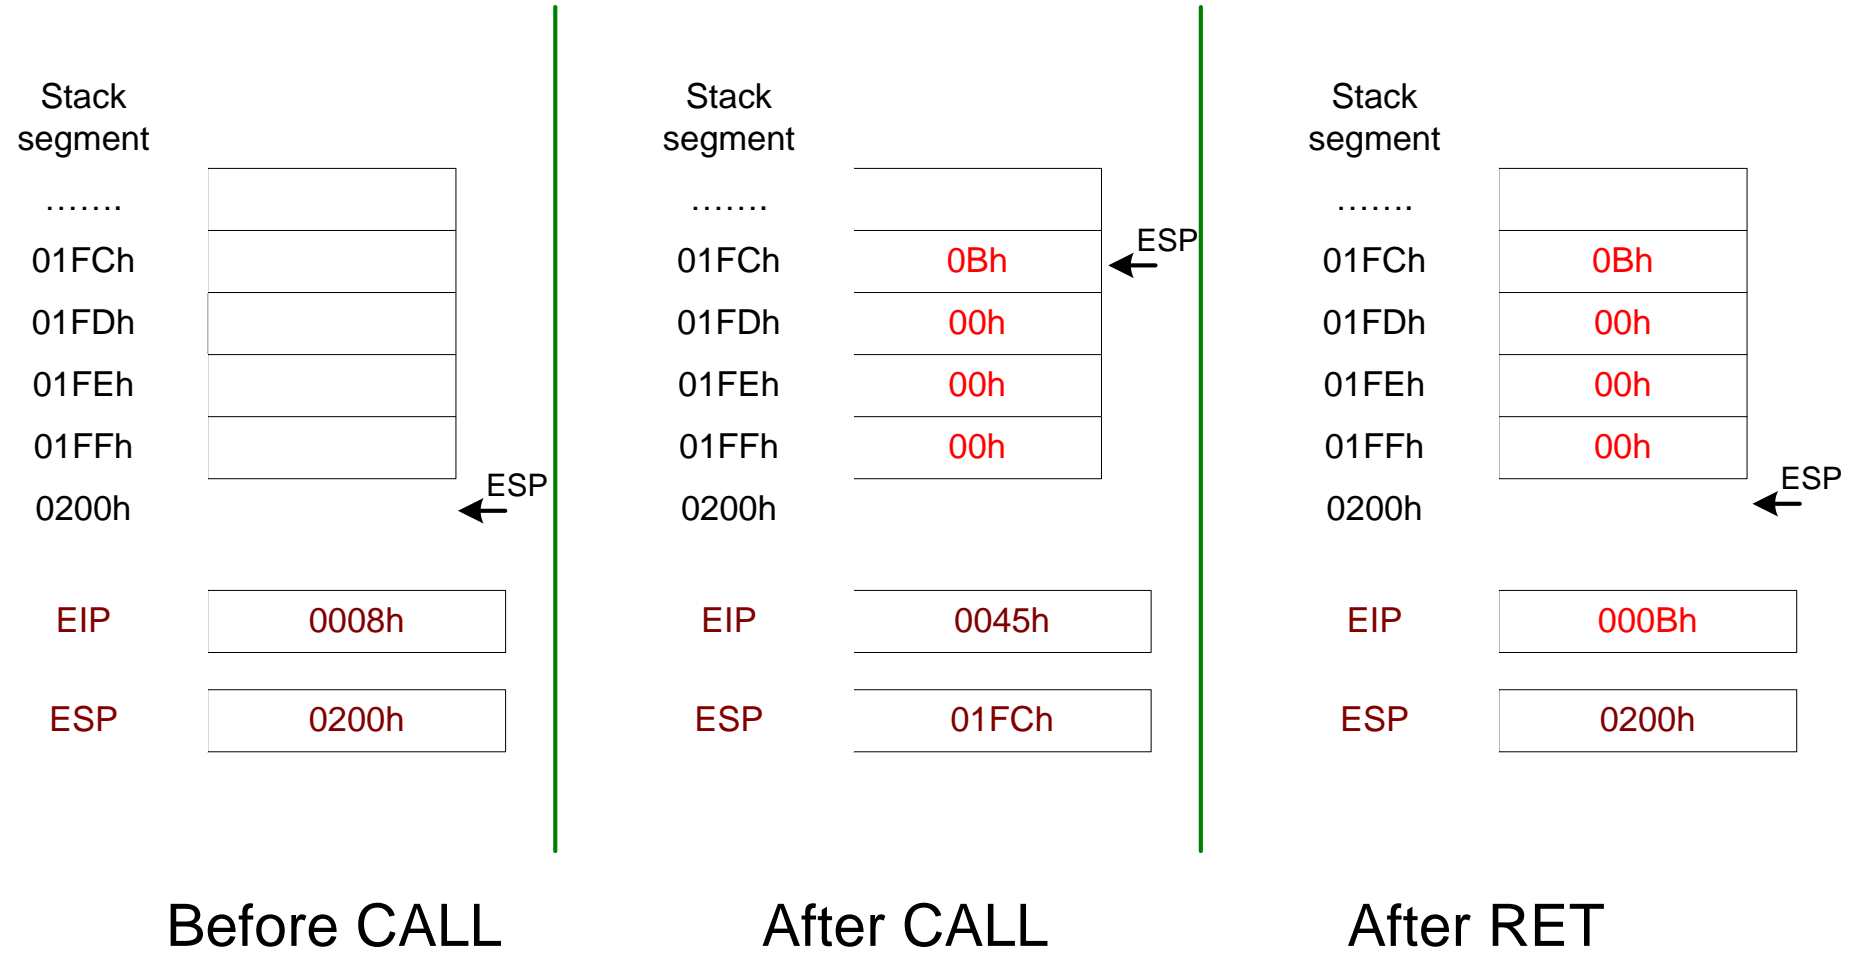 Stack
segment
.......
01FCh
01FDh
01FEh
01FFh
ESP
0200h
EIP 0008h
ESP 0200h
Before CALL
Stack
segment
.......
ESP
01FCh 0Bh
01FDh 00h
01FEh 00h
01FFh 00h
0200h
EIP 0045h
ESP 01FCh
After CALL
Stack
segment
.......
01FCh 0Bh
01FDh 00h
01FEh 00h
01FFh 00h
ESP
0200h
EIP 000Bh
ESP 0200h
After RET